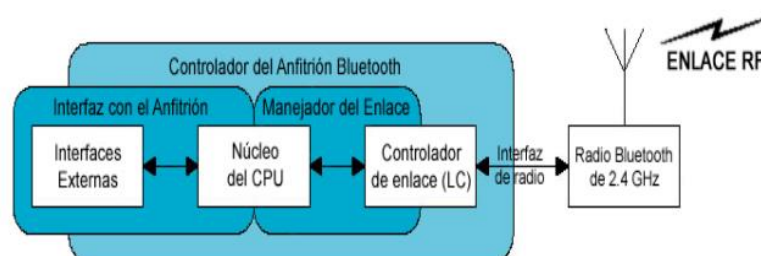 Controlador del Anfitrión Bluetooth
ENLACE RF
Interfaz con el Anfitrión
Manejador del Enlace
Interfaces
Externas
Núcleo
del CPU
Controlador
de enlace (LC)
Interfaz
de radio
Radio Bluetooth
de 2.4 GHz